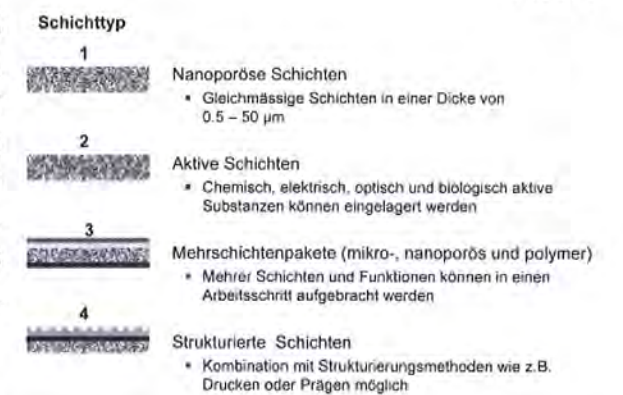 Schichttyp
1
Nanoporöse Schichten
• Gleichmässige Schichten in einer Dicke von
0.5 – 50 µm
2
Aktive Schichten
• Chemisch, elektrisch, optisch und biologisch aktive
Substanzen können eingelagert werden
3
Mehrschichtenpakete (mikro-, nanoporös und polymer)
• Mehrer Schichten und Funktionen können in einen
Arbeitsschritt aufgebracht werden
4
Strukturierte Schichten
• Kombination mit Strukturierungsmethoden wie z.B.
Drucken oder Prägen möglich